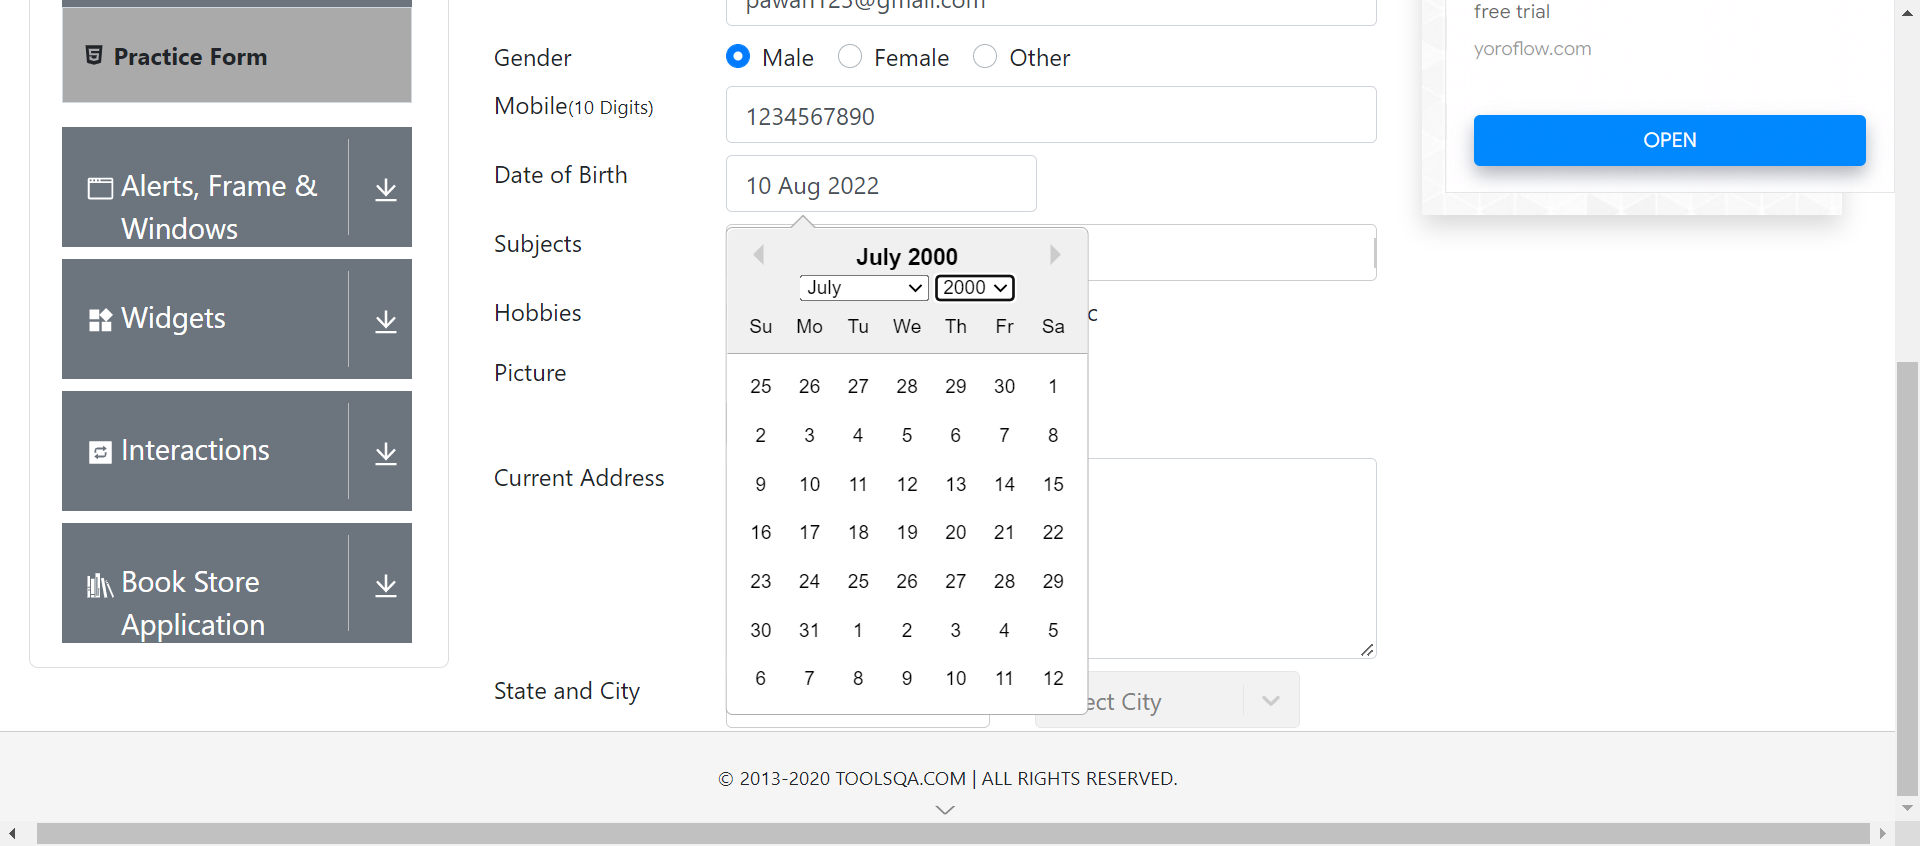 Practice Form
Alerts, Frame &
Windows
Widgets
Interactions
Book Store
Application
pawan123@gmail.com
Gender
Male
Female
Other
Mobile(10 Digits)
1234567890
Date of Birth
10 Aug 2022
Subjects
Hobbies
c
Picture
Current Address
State and City
ect City
July 2000
July
2000
Su Mo Tu We Th Fr Sa
25 26 27 28 29 30 1
2 3 4 5 6 7 8
9 10 11 12 13 14 15
16 17 18 19 20 21 22
23 24 25 26 27 28 29
30 31 1 2 3 4 5
6 7 8 9 10 11 12
free trial
yoroflow.com
OPEN
© 2013-2020 TOOLSQA.COM | ALL RIGHTS RESERVED.